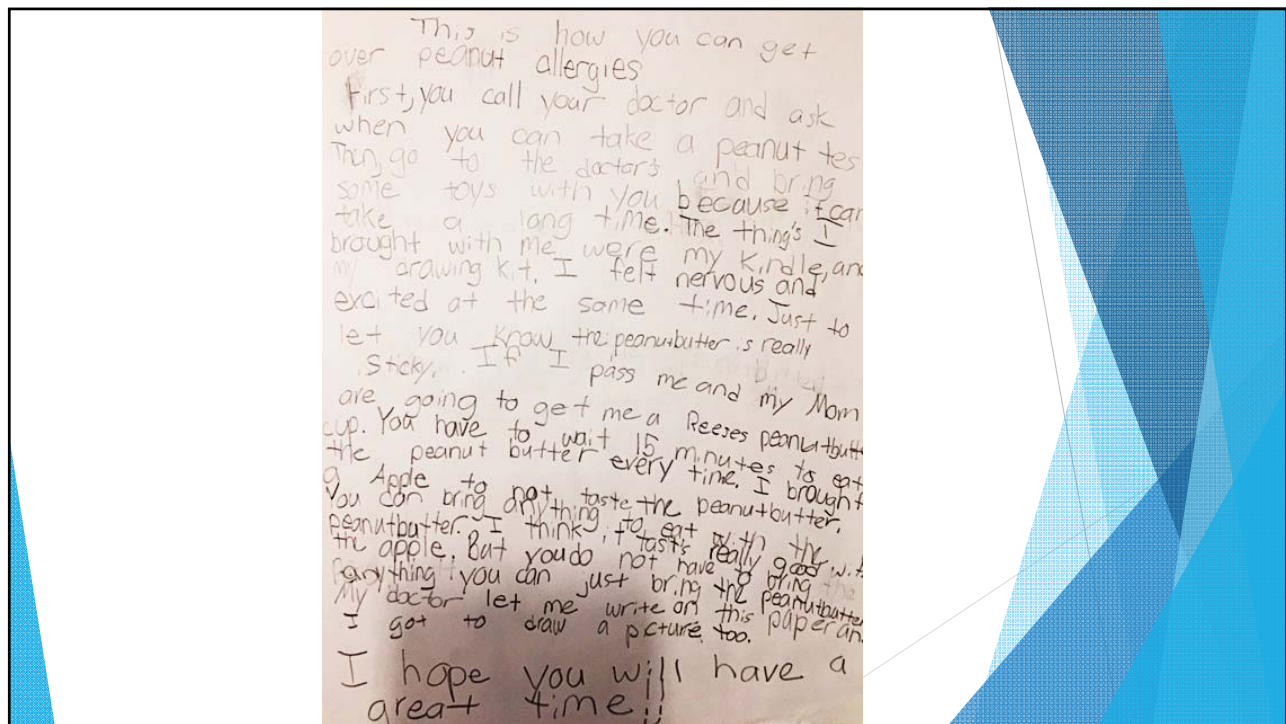 This is how you can get
over peanut allergies
First, you call your doctor and ask
when you can take a peanut tes
Then, go to the doctors and bring
some toys with you because it can
take a long time. The thing's I
brought with me were my Kindle, and
my drawing kit. I felt nervous and
excited at the same time. Just to
let you know the peanutbutter is really
sticky. If I pass me and my Mom
are going to get me a Reeses peanutbutt
cup. You have to wait 15 minutes to eat
the peanut butter every time. I brought
a Apple to not taste the peanutbutter.
You can bring anything to eat with the
peanutbutter. I think it tast's really good wit
the apple. But you do not have to bring the
anything you can just bring the peanutbutter
My doctor let me write on this paper an
I got to draw a picture too.
I hope you will have a
great time!!